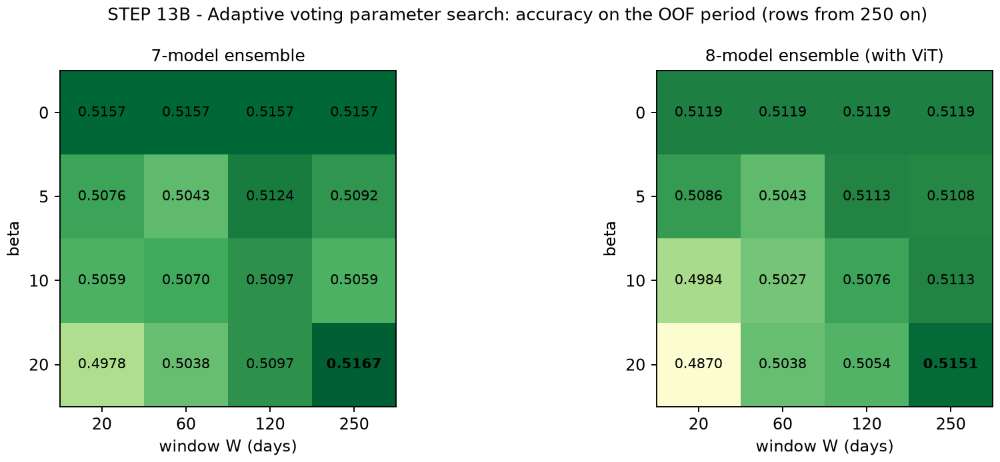 STEP 13B - Adaptive voting parameter search: accuracy on the OOF period (rows from 250 on)
7-model ensemble
beta
0
0.5157 0.5157 0.5157 0.5157
5
0.5076 0.5043 0.5124 0.5092
10
0.5059 0.5070 0.5097 0.5059
20
0.4978 0.5038 0.5097 0.5167
20 60 120 250
window W (days)
8-model ensemble (with ViT)
beta
0
0.5119 0.5119 0.5119 0.5119
5
0.5086 0.5043 0.5113 0.5108
10
0.4984 0.5027 0.5076 0.5113
20
0.4870 0.5038 0.5054 0.5151
20 60 120 250
window W (days)